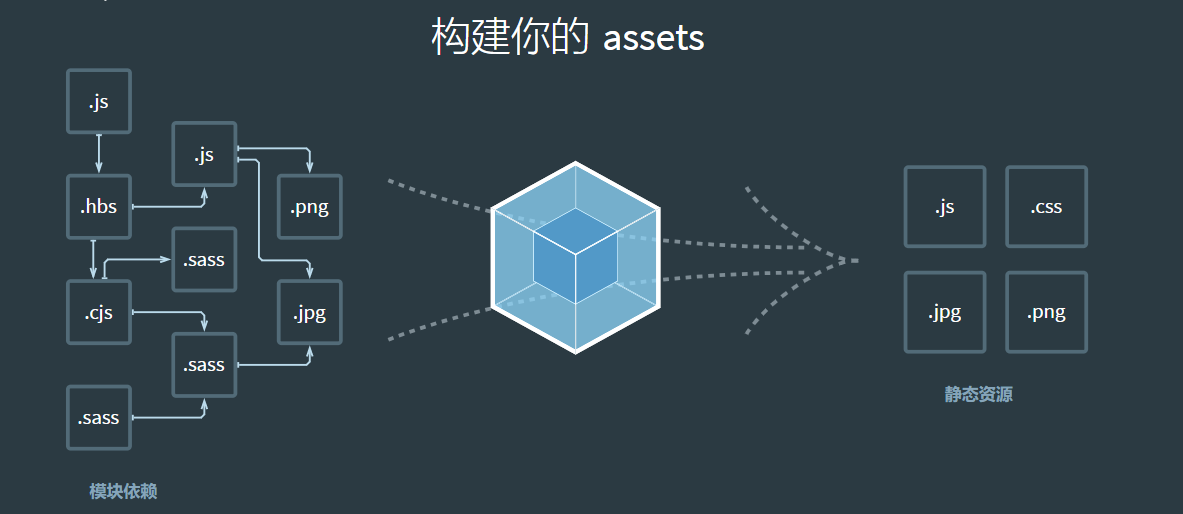 构建你的 assets
.js
.js
.hbs
.png
.sass
.cjs
.jpg
.sass
.sass
模块依赖
.js
.css
.jpg
.png
静态资源